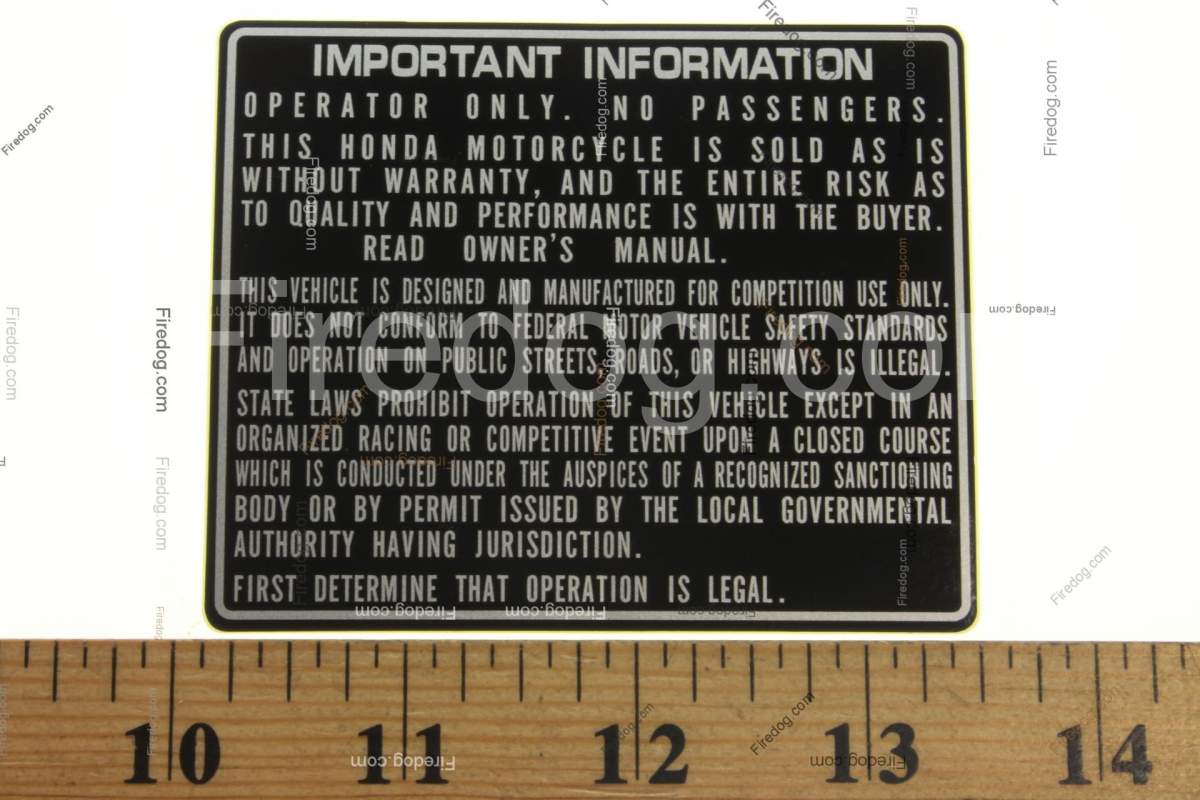 IMPORTANT INFORMATION
OPERATOR ONLY. NO PASSENGERS.
THIS HONDA MOTORCYCLE IS SOLD AS IS
WITHOUT WARRANTY, AND THE ENTIRE RISK AS
TO QUALITY AND PERFORMANCE IS WITH THE BUYER.
READ OWNER'S MANUAL.
THIS VEHICLE IS DESIGNED AND MANUFACTURED FOR COMPETITION USE ONLY.
IT DOES NOT CONFORM TO FEDERAL MOTOR VEHICLE SAFETY STANDARDS
AND OPERATION ON PUBLIC STREETS, ROADS, OR HIGHWAYS IS ILLEGAL.
STATE LAWS PROHIBIT OPERATION OF THIS VEHICLE EXCEPT IN AN
ORGANIZED RACING OR COMPETITIVE EVENT UPON A CLOSED COURSE
WHICH IS CONDUCTED UNDER THE AUSPICES OF A RECOGNIZED SANCTIONING
BODY OR BY PERMIT ISSUED BY THE LOCAL GOVERNMENTAL
AUTHORITY HAVING JURISDICTION.
FIRST DETERMINE THAT OPERATION IS LEGAL.
10 11 12 13 14
Firedog.com